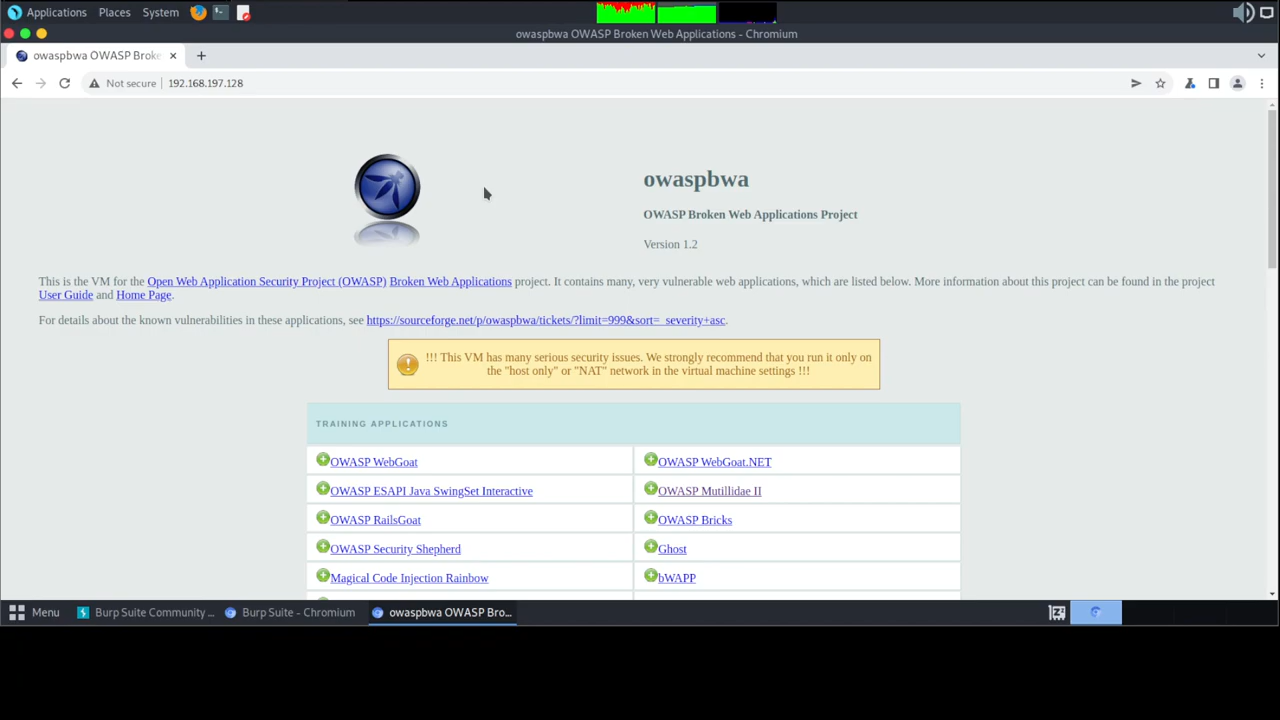 Applications Places System
owaspbwa OWASP Broken Web Applications - Chromium
owaspbwa OWASP Broke
Not secure 192.168.197.128
owaspbwa
OWASP Broken Web Applications Project
Version 1.2
This is the VM for the Open Web Application Security Project (OWASP) Broken Web Applications project. It contains many, very vulnerable web applications, which are listed below. More information about this project can be found in the project
User Guide and Home Page.
For details about the known vulnerabilities in these applications, see https://sourceforge.net/p/owaspbwa/tickets/?limit=999&sort=_severity+asc.
!!! This VM has many serious security issues. We strongly recommend that you run it only on
the "host only" or "NAT" network in the virtual machine settings !!!
TRAINING APPLICATIONS
OWASP WebGoat OWASP WebGoat.NET
OWASP ESAPI Java SwingSet Interactive OWASP Mutillidae II
OWASP RailsGoat OWASP Bricks
OWASP Security Shepherd Ghost
Magical Code Injection Rainbow bWAPP
Menu Burp Suite Community ... Burp Suite - Chromium owaspbwa OWASP Bro...